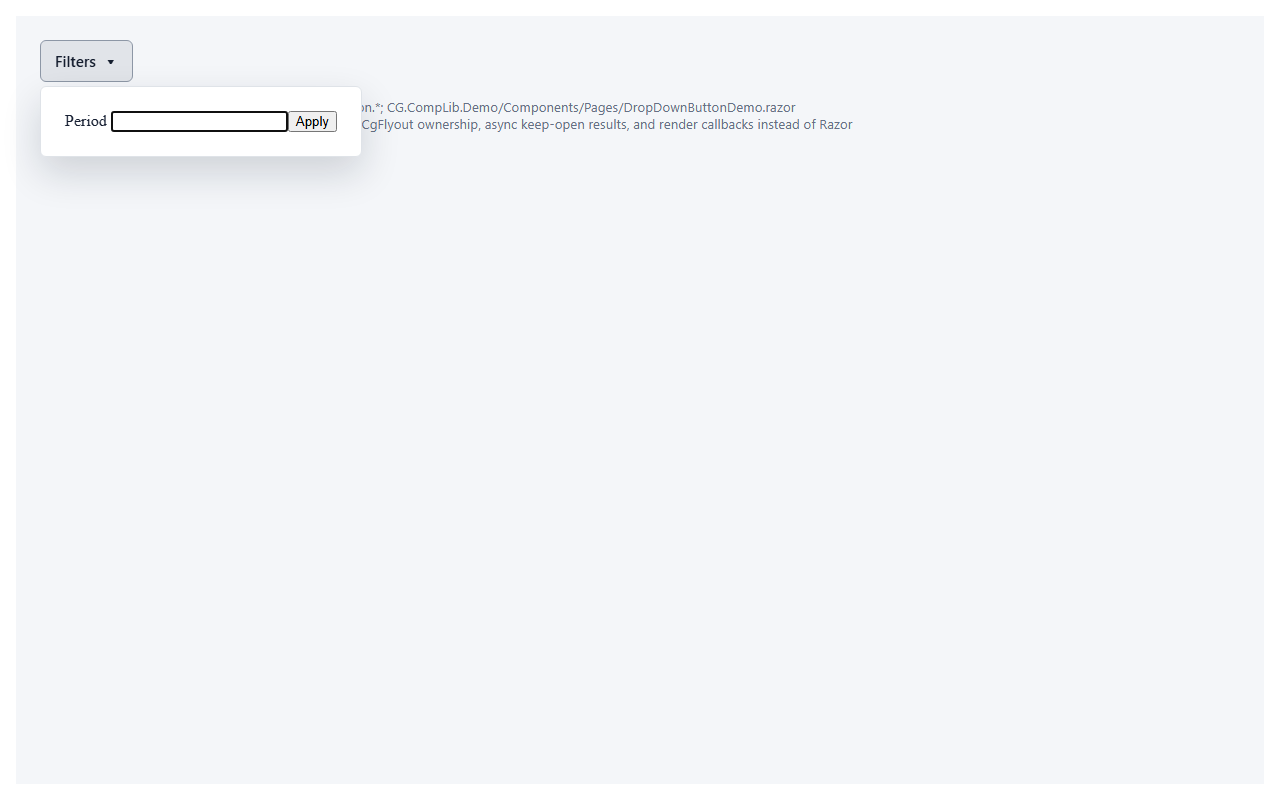 Filters
CG.CompLib.Demo/Components/Pages/DropDownButtonDemo.razor
Period Apply
CgFlyout ownership, async keep-open results, and render callbacks instead of Razor